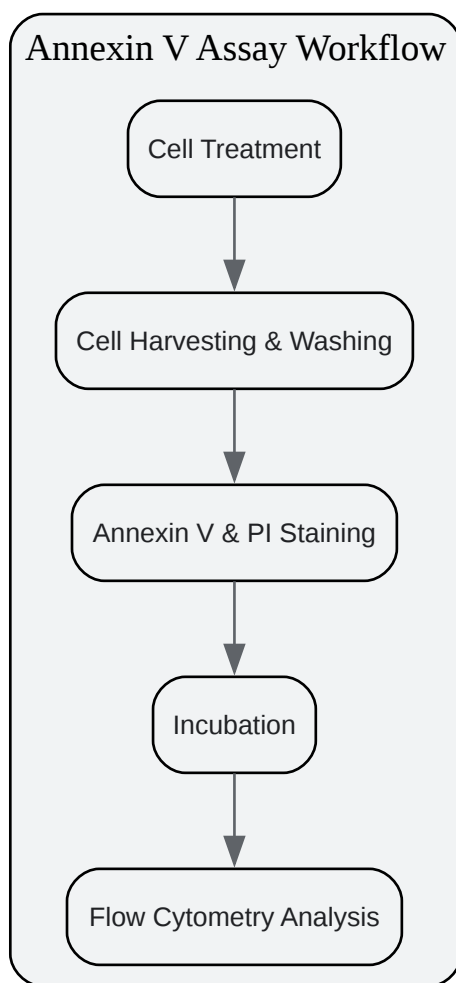 Annexin V Assay Workflow
Cell Treatment
Cell Harvesting & Washing
Annexin V & PI Staining
Incubation
Flow Cytometry Analysis